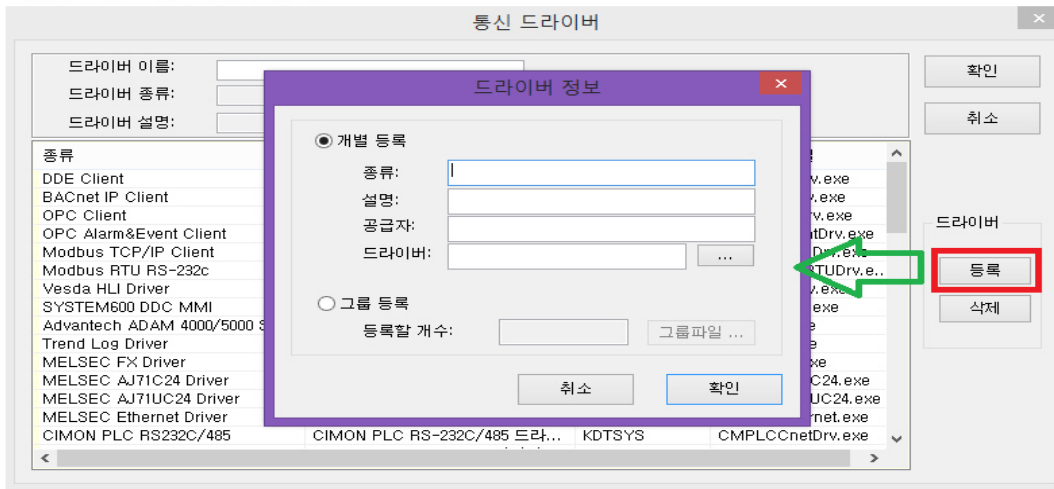 통신 드라이버
드라이버 이름:
드라이버 종류:
드라이버 설명:
확인
취소
종류
DDE Client
BACnet IP Client
OPC Client
OPC Alarm&Event Client
Modbus TCP/IP Client
Modbus RTU RS-232c
Vesda HLI Driver
SYSTEM600 DDC MMI
Advantech ADAM 4000/5000
Trend Log Driver
MELSEC FX Driver
MELSEC AJ71C24 Driver
MELSEC AJ71UC24 Driver
MELSEC Ethernet Driver
CIMON PLC RS232C/485 CIMON PLC RS-232C/485 드라... KDTSYS CMPLCCnetDrv.exe
드라이버 정보
개별 등록
종류:
설명:
공급자:
드라이버:
...
그룹 등록
등록할 개수:
그룹파일 ...
취소
확인
드라이버
등록
삭제